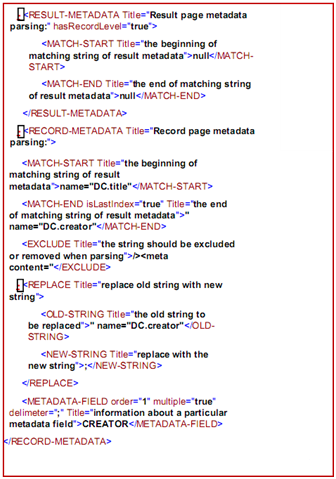 - <RESULT-METADATA Title="Result page metadata
parsing:" hasRecordLevel="true">
<MATCH-START Title="the beginning of
matching string of result metadata">null</MATCH-
START>
<MATCH-END Title="the end of matching string
of result metadata">null</MATCH-END>
</RESULT-METADATA>
- <RECORD-METADATA Title="Record page metadata
parsing:">
<MATCH-START Title="the beginning of
matching string of result
metadata">name="DC.title"</MATCH-START>
<MATCH-END isLastIndex="true" Title="the end
of matching string of result metadata">"
name="DC.creator"</MATCH-END>
<EXCLUDE Title="the string should be excluded
or removed when parsing">/><meta
content="</EXCLUDE>
- <REPLACE Title="replace old string with new
string">
<OLD-STRING Title="the old string to
be replaced">" name="DC.creator"</OLD-
STRING>
<NEW-STRING Title="replace with the
new string">;</NEW-STRING>
</REPLACE>
<METADATA-FIELD order="1" multiple="true"
delimeter=";" Title="information about a particular
metadata field">CREATOR</METADATA-FIELD>
</RECORD-METADATA>